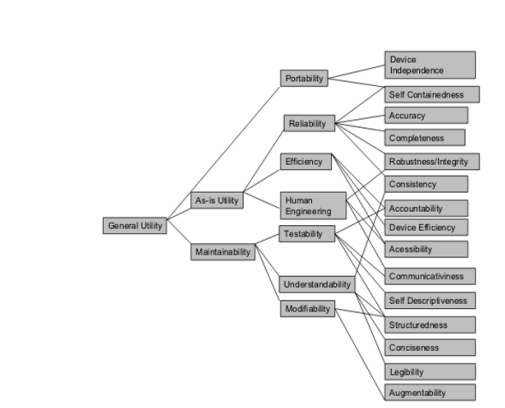 Device
Independence
Portability
Self Containedness
Accuracy
Reliability
Completeness
Efficiency
Robustness/Integrity
Consistency
As-is Utility
Human
Engineering
Accountability
General Utility
Device Efficiency
Testability
Acessibility
Maintainability
Communicativiness
Understandability
Self Descriptiveness
Modifiability
Structuredness
Conciseness
Legibility
Augmentability